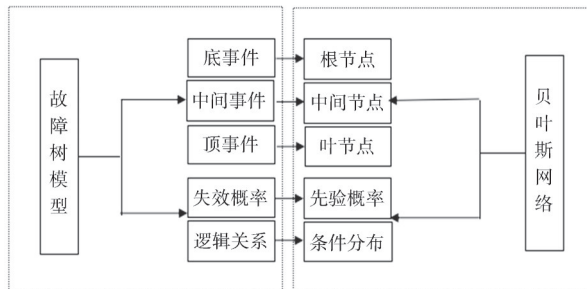 故障树模型
底事件
中间事件
顶事件
失效概率
逻辑关系
根节点
中间节点
叶节点
先验概率
条件分布
贝叶斯网络